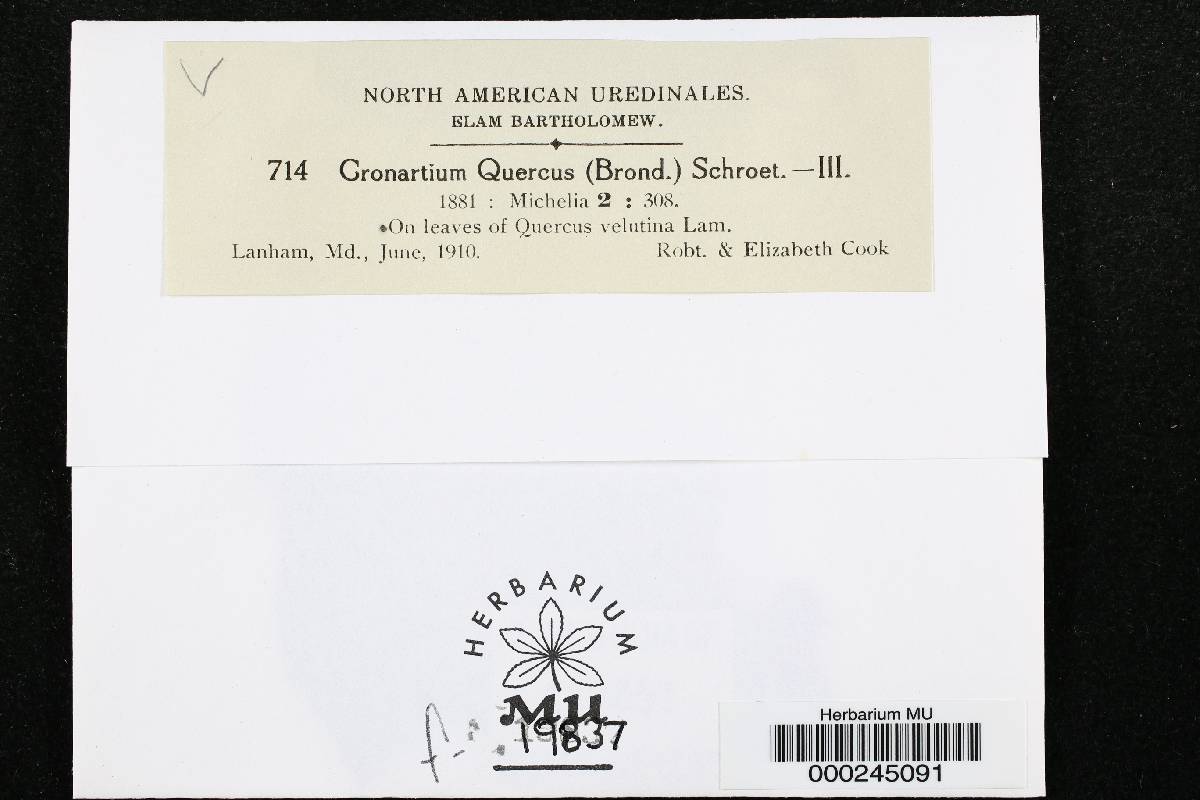 NORTH AMERICAN UREDINALES.
ELAM BARTHOLOMEW.
714 Cronartium Quercus (Brond.) Schroet. — III.
1881 : Michelia 2 : 308.
On leaves of Quercus velutina Lam.
Lanham, Md., June, 1910. Robt. & Elizabeth Cook
HERBARIUM
MU
19837
Herbarium MU
000245091